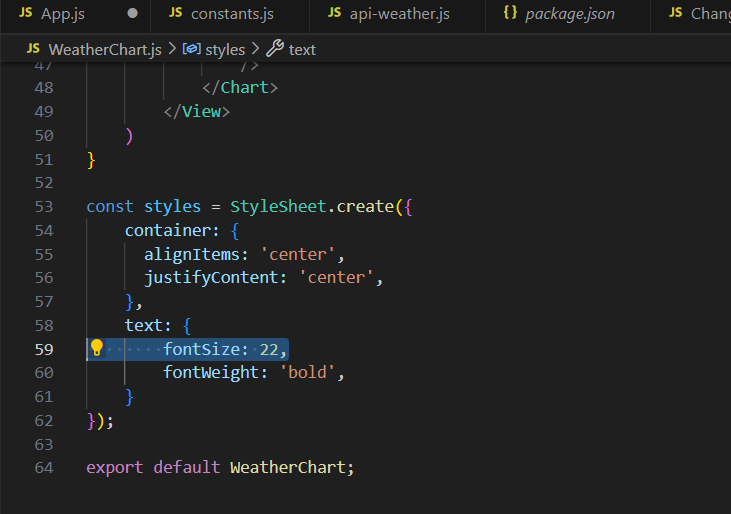 JS App.js
JS constants.js
JS api-weather.js
{} package.json
JS Chang
JS WeatherChart.js > styles > text
47 />
48 </Chart>
49 </View>
50 )
51 }
52
53 const styles = StyleSheet.create({
54 container: {
55 alignItems: 'center',
56 justifyContent: 'center',
57 },
58 text: {
59 fontSize: 22,
60 fontWeight: 'bold',
61 }
62 });
63
64 export default WeatherChart;